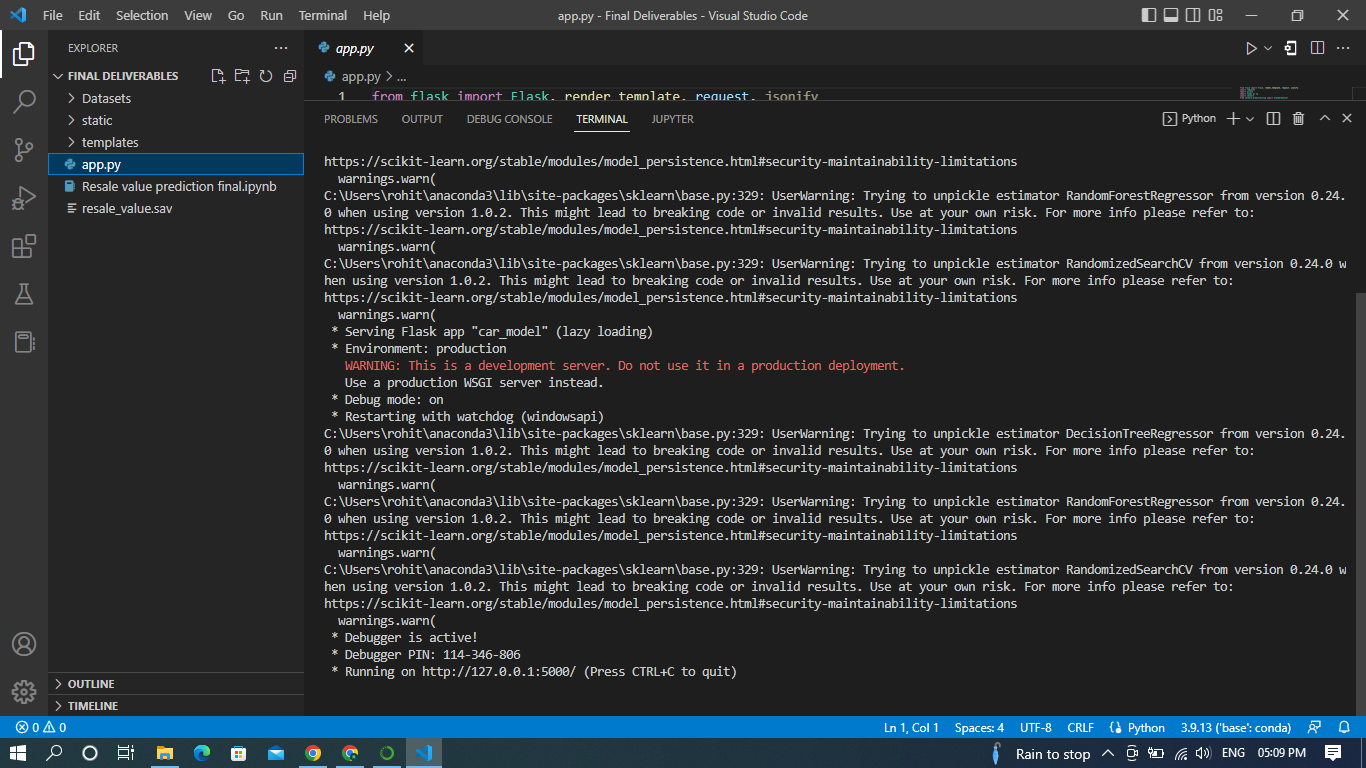 File Edit Selection View Go Run Terminal Help
app.py - Final Deliverables - Visual Studio Code
EXPLORER
FINAL DELIVERABLES
Datasets
static
templates
app.py
Resale value prediction final.ipynb
resale_value.sav
OUTLINE
TIMELINE
app.py
app.py > ...
1 from flask import Flask, render_template, request, jsonify
PROBLEMS OUTPUT DEBUG CONSOLE TERMINAL JUPYTER
Python
https://scikit-learn.org/stable/modules/model_persistence.html#security-maintainability-limitations
warnings.warn(
C:\Users\rohit\anaconda3\lib\site-packages\sklearn\base.py:329: UserWarning: Trying to unpickle estimator RandomForestRegressor from version 0.24.
0 when using version 1.0.2. This might lead to breaking code or invalid results. Use at your own risk. For more info please refer to:
https://scikit-learn.org/stable/modules/model_persistence.html#security-maintainability-limitations
warnings.warn(
C:\Users\rohit\anaconda3\lib\site-packages\sklearn\base.py:329: UserWarning: Trying to unpickle estimator RandomizedSearchCV from version 0.24.0 w
hen using version 1.0.2. This might lead to breaking code or invalid results. Use at your own risk. For more info please refer to:
https://scikit-learn.org/stable/modules/model_persistence.html#security-maintainability-limitations
warnings.warn(
* Serving Flask app "car_model" (lazy loading)
* Environment: production
WARNING: This is a development server. Do not use it in a production deployment.
Use a production WSGI server instead.
* Debug mode: on
* Restarting with watchdog (windowsapi)
C:\Users\rohit\anaconda3\lib\site-packages\sklearn\base.py:329: UserWarning: Trying to unpickle estimator DecisionTreeRegressor from version 0.24.
0 when using version 1.0.2. This might lead to breaking code or invalid results. Use at your own risk. For more info please refer to:
https://scikit-learn.org/stable/modules/model_persistence.html#security-maintainability-limitations
warnings.warn(
C:\Users\rohit\anaconda3\lib\site-packages\sklearn\base.py:329: UserWarning: Trying to unpickle estimator RandomForestRegressor from version 0.24.
0 when using version 1.0.2. This might lead to breaking code or invalid results. Use at your own risk. For more info please refer to:
https://scikit-learn.org/stable/modules/model_persistence.html#security-maintainability-limitations
warnings.warn(
C:\Users\rohit\anaconda3\lib\site-packages\sklearn\base.py:329: UserWarning: Trying to unpickle estimator RandomizedSearchCV from version 0.24.0 w
hen using version 1.0.2. This might lead to breaking code or invalid results. Use at your own risk. For more info please refer to:
https://scikit-learn.org/stable/modules/model_persistence.html#security-maintainability-limitations
warnings.warn(
* Debugger is active!
* Debugger PIN: 114-346-806
* Running on http://127.0.0.1:5000/ (Press CTRL+C to quit)
0 0 Ln 1, Col 1 Spaces: 4 UTF-8 CRLF Python 3.9.13 ('base': conda)
Rain to stop ENG 05:09 PM